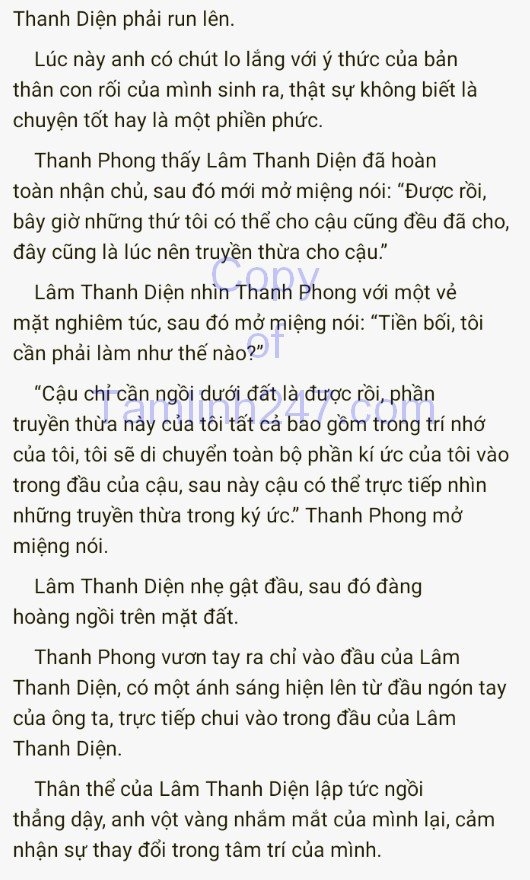 Thanh Diện phải run lên.
Lúc này anh có chút lo lắng với ý thức của bản
thân con rối của mình sinh ra, thật sự không biết là
chuyện tốt hay là một phiền phức.
Thanh Phong thấy Lâm Thanh Diện đã hoàn
toàn nhận chủ, sau đó mới mở miệng nói: “Được rồi,
bây giờ những thứ tôi có thể cho cậu cũng đều đã cho,
đây cũng là lúc nên truyền thừa cho cậu.”
Lâm Thanh Diện nhìn Thanh Phong với một vẻ
mặt nghiêm túc, sau đó mở miệng nói: “Tiền bối, tôi
cần phải làm như thế nào?”
“Cậu chỉ cần ngồi dưới đất là được rồi, phần
truyền thừa này của tôi tất cả bao gồm trong trí nhớ
của tôi, tôi sẽ di chuyển toàn bộ phần kí ức của tôi vào
trong đầu của cậu, sau này cậu có thể trực tiếp nhìn
những truyền thừa trong ký ức.” Thanh Phong mở
miệng nói.
Lâm Thanh Diện nhẹ gật đầu, sau đó đàng
hoàng ngồi trên mặt đất.
Thanh Phong vươn tay ra chỉ vào đầu của Lâm
Thanh Diện, có một ánh sáng hiện lên từ đầu ngón tay
của ông ta, trực tiếp chui vào trong đầu của Lâm
Thanh Diện.
Thân thể của Lâm Thanh Diện lập tức ngồi
thẳng dậy, anh vột vàng nhắm mắt của mình lại, cảm
nhận sự thay đổi trong tâm trí của mình.
Copy
of
Tamlinh247.com